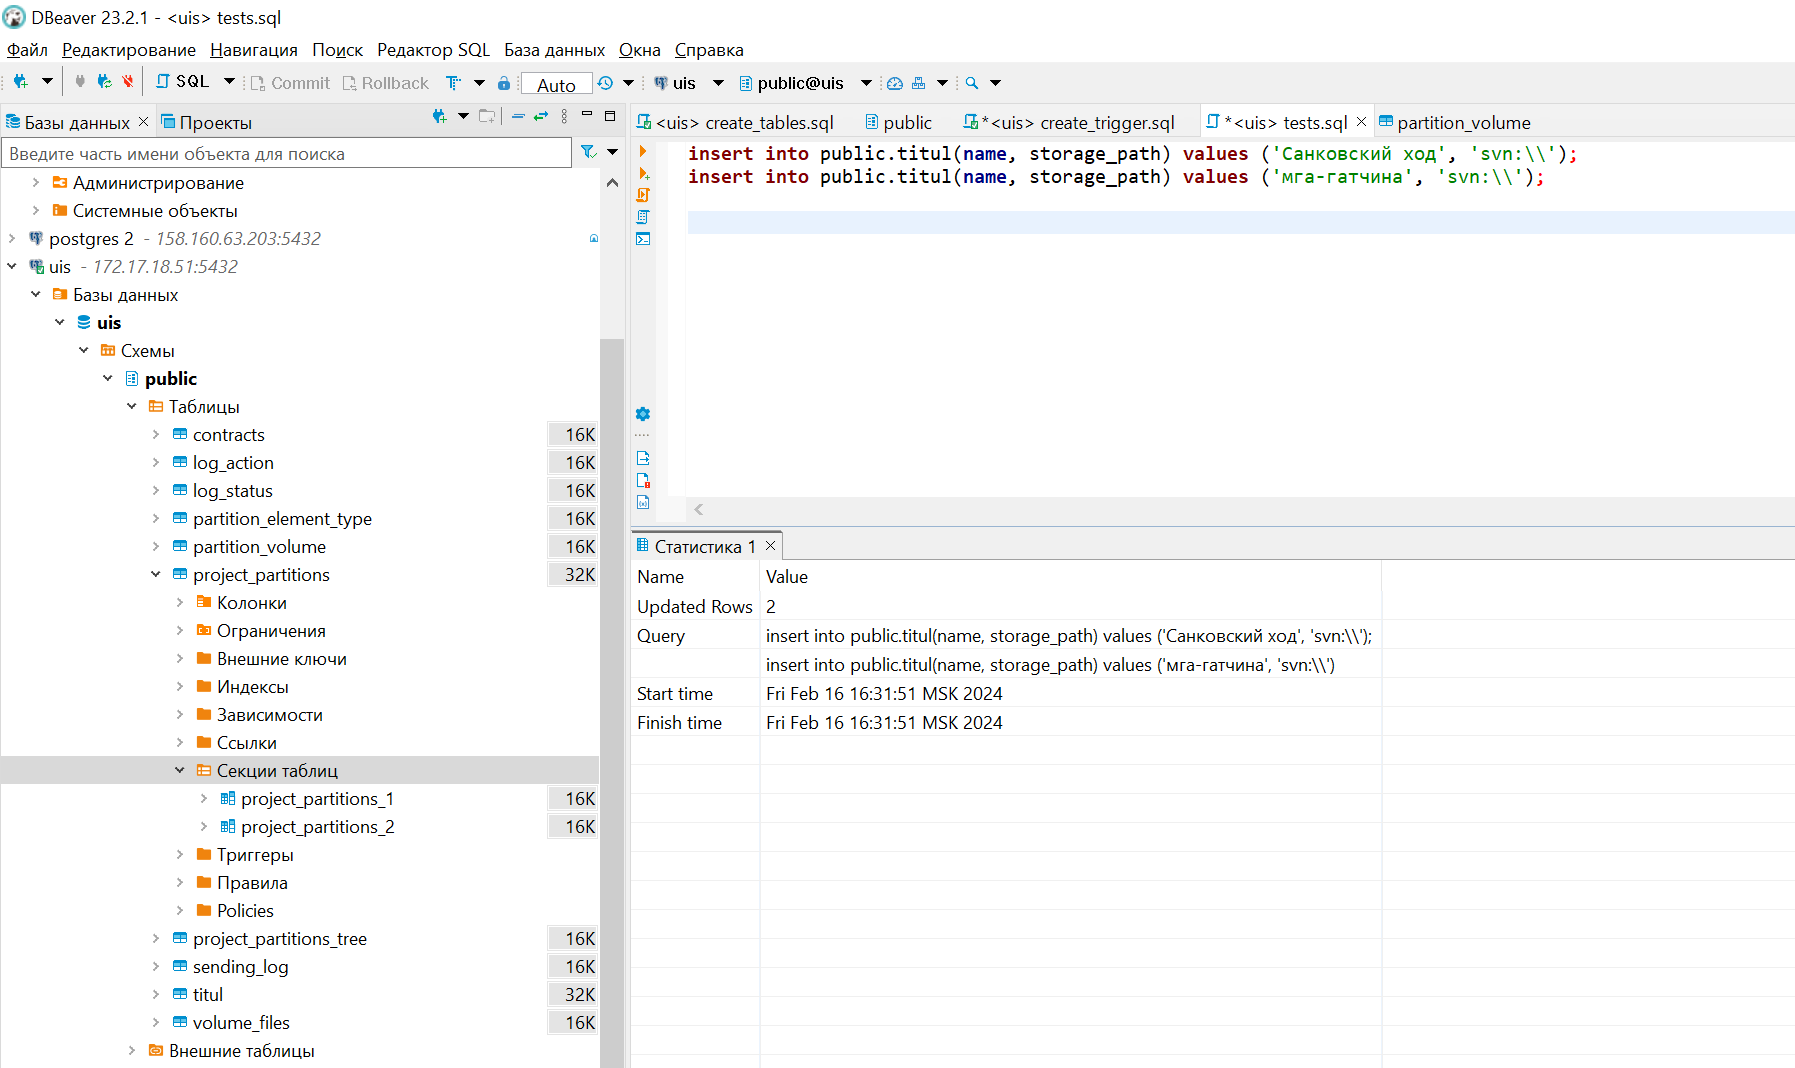 DBeaver 23.2.1 - <uis> tests.sql
Файл Редактирование Навигация Поиск Редактор SQL База данных Окна Справка
SQL Commit Rollback Auto uis public@uis
Базы данных Проекты
Введите часть имени объекта для поиска
Администрирование
Системные объекты
postgres 2 - 158.160.63.203:5432
uis - 172.17.18.51:5432
Базы данных
uis
Схемы
public
Таблицы
contracts 16K
log_action 16K
log_status 16K
partition_element_type 16K
partition_volume 16K
project_partitions 32K
Колонки
Ограничения
Внешние ключи
Индексы
Зависимости
Ссылки
Секции таблиц
project_partitions_1 16K
project_partitions_2 16K
Триггеры
Правила
Policies
project_partitions_tree 16K
sending_log 16K
titul 32K
volume_files 16K
Внешние таблицы
<uis> create_tables.sql public *<uis> create_trigger.sql *<uis> tests.sql partition_volume
insert into public.titul(name, storage_path) values ('Санковский ход', 'svn:\\');
insert into public.titul(name, storage_path) values ('мга-гатчина', 'svn:\\');
Статистика 1
Name Value
Updated Rows 2
Query insert into public.titul(name, storage_path) values ('Санковский ход', 'svn:\\');
insert into public.titul(name, storage_path) values ('мга-гатчина', 'svn:\\')
Start time Fri Feb 16 16:31:51 MSK 2024
Finish time Fri Feb 16 16:31:51 MSK 2024